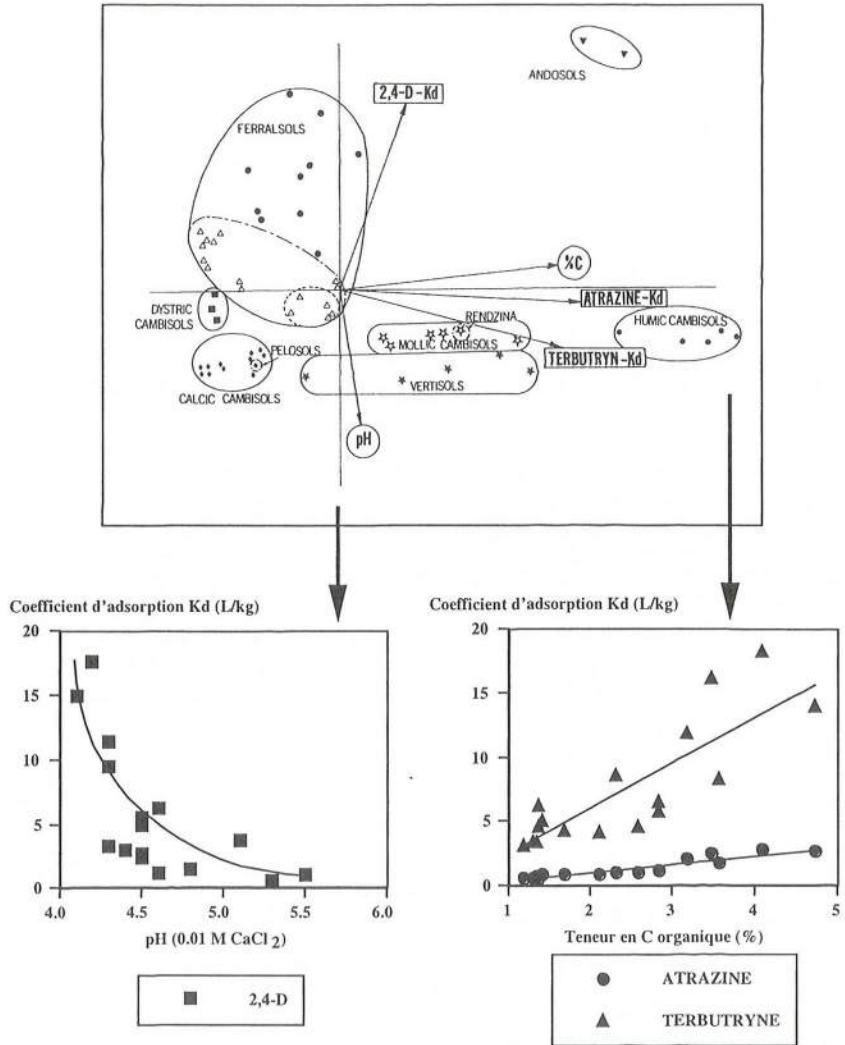 ANDOSOLS
2,4-D-Kd
FERRALSOLS
%C
ATRAZINE-Kd
DYSTRIC
CAMBISOLS
RENDZINA
HUMIC CAMBISOLS
MOLLIC CAMBISOLS
TERBUTRYN-Kd
PELOSOLS
VERTISOLS
CALCIC CAMBISOLS
pH
Coefficient d'adsorption Kd (L/kg)
20
15
10
5
0
4.0 4.5 5.0 5.5 6.0
pH (0.01 M CaCl 2)
2,4-D
Coefficient d'adsorption Kd (L/kg)
20
15
10
5
0
1 2 3 4 5
Teneur en C organique (%)
ATRAZINE
TERBUTRYNE